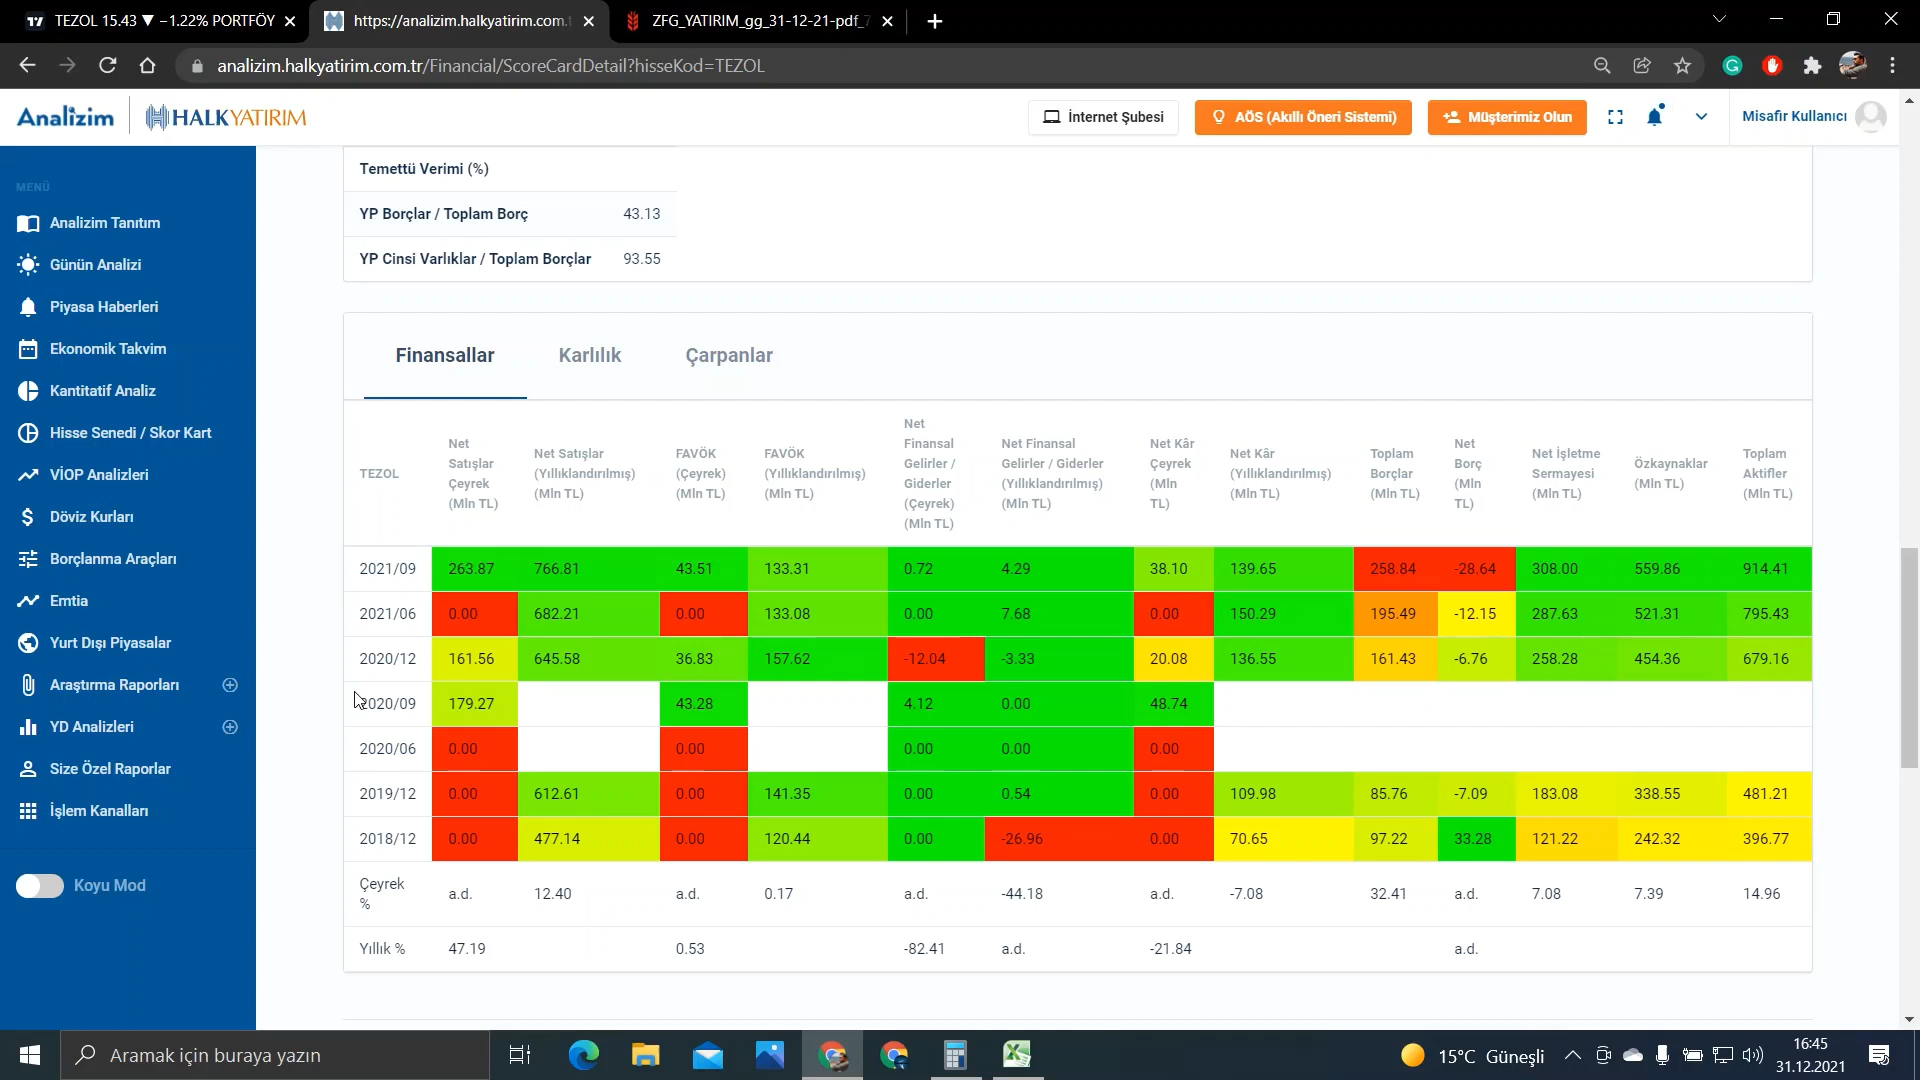 TEZOL 15.43 ▼ −1.22% PORTFÖY
https://analizim.halkyatirim.com.t
ZFG_YATIRIM_gg_31-12-21-pdf_7
analizim.halkyatirim.com.tr/Financial/ScoreCardDetail?hisseKod=TEZOL
Analizim
HALKYATIRIM
İnternet Şubesi
AÖS (Akıllı Öneri Sistemi)
Müşterimiz Olun
Misafir Kullanıcı
MENÜ
Analizim Tanıtım
Günün Analizi
Piyasa Haberleri
Ekonomik Takvim
Kantitatif Analiz
Hisse Senedi / Skor Kart
VİOP Analizleri
Döviz Kurları
Borçlanma Araçları
Emtia
Yurt Dışı Piyasalar
Araştırma Raporları
YD Analizleri
Size Özel Raporlar
İşlem Kanalları
Koyu Mod
Temettü Verimi (%)
YP Borçlar / Toplam Borç 43.13
YP Cinsi Varlıklar / Toplam Borçlar 93.55
Finansallar Karlılık Çarpanlar
TEZOL
Net
Satışlar
Çeyrek
(Mln TL)
Net Satışlar
(Yıllıklandırılmış)
(Mln TL)
FAVÖK
(Çeyrek)
(Mln TL)
FAVÖK
(Yıllıklandırılmış)
(Mln TL)
Net
Finansal
Gelirler /
Giderler
(Çeyrek)
(Mln TL)
Net Finansal
Gelirler / Giderler
(Yıllıklandırılmış)
(Mln TL)
Net Kâr
Çeyrek
(Mln
TL)
Net Kâr
(Yıllıklandırılmış)
(Mln TL)
Toplam
Borçlar
(Mln TL)
Net
Borç
(Mln
TL)
Net İşletme
Sermayesi
(Mln TL)
Özkaynaklar
(Mln TL)
Toplam
Aktifler
(Mln TL)
2021/09 263.87 766.81 43.51 133.31 0.72 4.29 38.10 139.65 258.84 -28.64 308.00 559.86 914.41
2021/06 0.00 682.21 0.00 133.08 0.00 7.68 0.00 150.29 195.49 -12.15 287.63 521.31 795.43
2020/12 161.56 645.58 36.83 157.62 -12.04 -3.33 20.08 136.55 161.43 -6.76 258.28 454.36 679.16
2020/09 179.27 43.28 4.12 0.00 48.74
2020/06 0.00 0.00 0.00 0.00 0.00
2019/12 0.00 612.61 0.00 141.35 0.00 0.54 0.00 109.98 85.76 -7.09 183.08 338.55 481.21
2018/12 0.00 477.14 0.00 120.44 0.00 -26.96 0.00 70.65 97.22 33.28 121.22 242.32 396.77
Çeyrek
%
a.d. 12.40 a.d. 0.17 a.d. -44.18 a.d. -7.08 32.41 a.d. 7.08 7.39 14.96
Yıllık % 47.19 0.53 -82.41 a.d. -21.84 a.d.
Aramak için buraya yazın
15°C Güneşli
16:45
31.12.2021